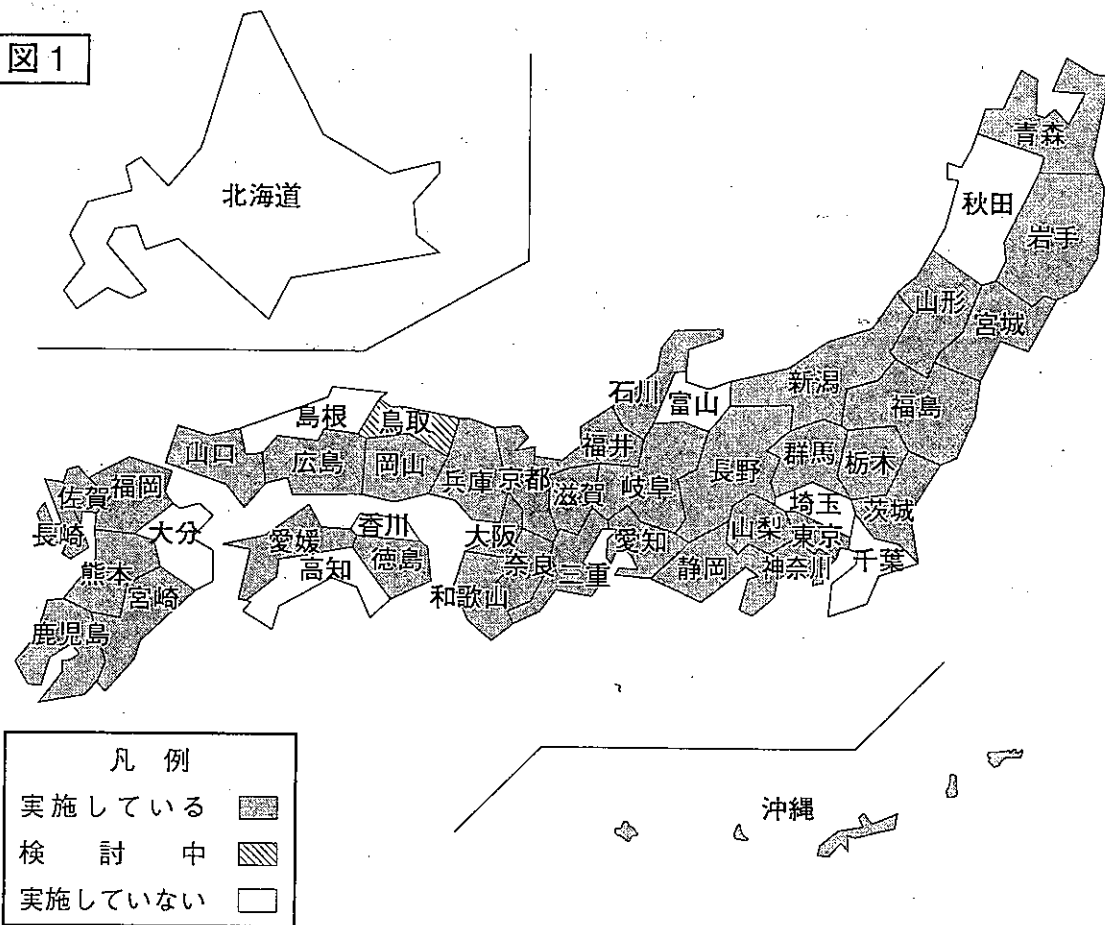 図1
北海道
青森
秋田
岩手
山形
宮城
石川
富山
新潟
福島
島根
鳥取
福井
山口
広島
岡山
兵庫
京都
滋賀
岐阜
長野
群馬
栃木
佐賀
福岡
埼玉
茨城
長崎
大分
香川
大阪
愛知
山梨
東京
愛媛
千葉
高知
徳島
奈良
三重
静岡
神奈川
熊本
宮崎
和歌山
鹿児島
沖縄
凡例
実施している
検討中
実施していない